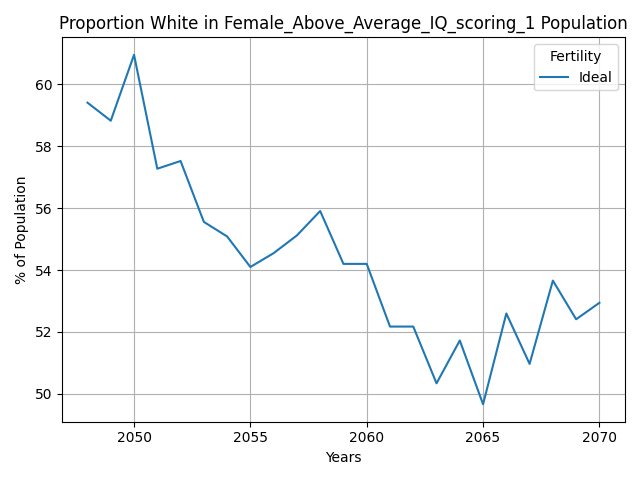 Proportion White in Female_Above_Average_IQ_scoring_1 Population
Fertility
Ideal
% of Population
60
58
56
54
52
50
2050 2055 2060 2065 2070
Years